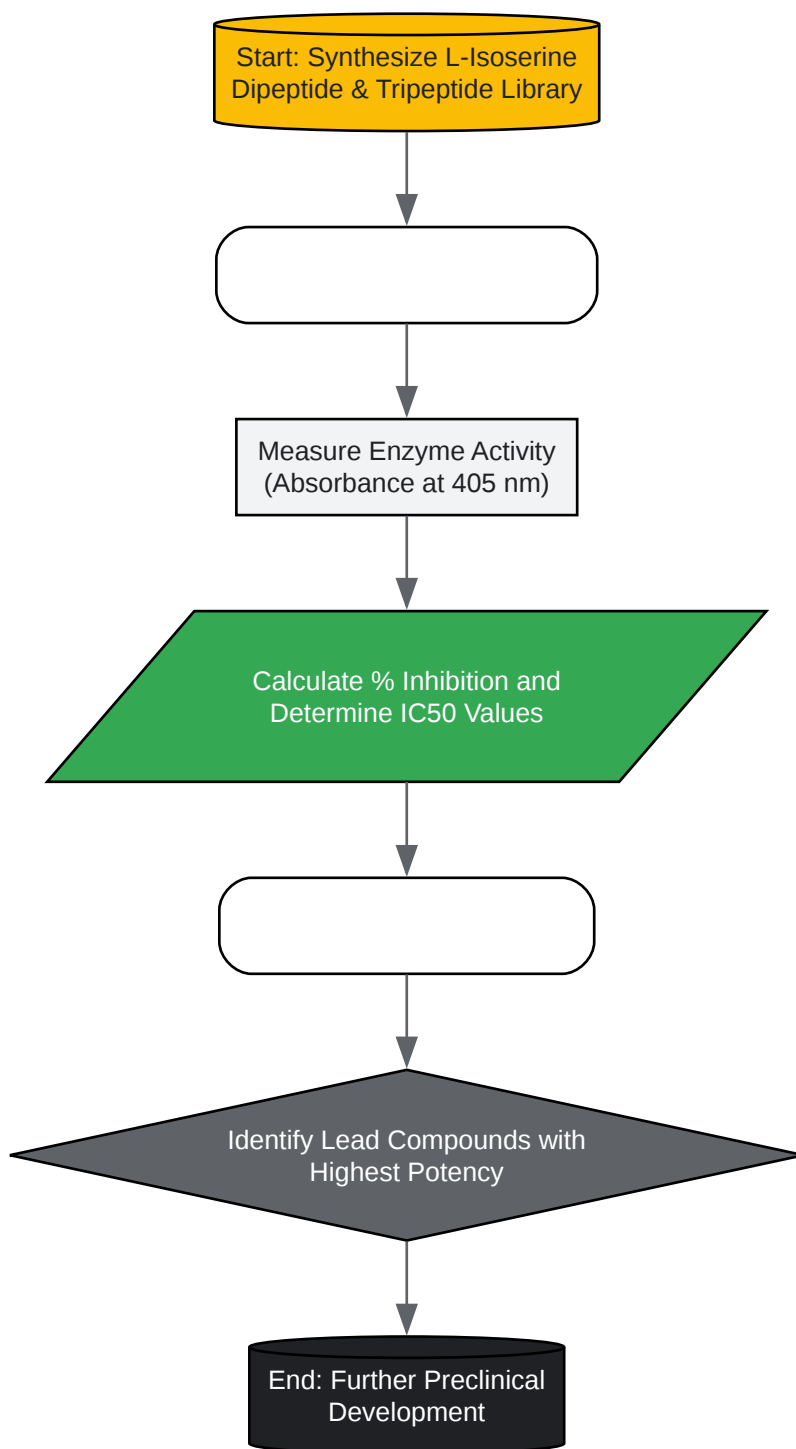 Start: Synthesize L-Isoserine
Dipeptide & Tripeptide Library
Measure Enzyme Activity
(Absorbance at 405 nm)
Calculate % Inhibition and
Determine IC50 Values
Identify Lead Compounds with
Highest Potency
End: Further Preclinical
Development